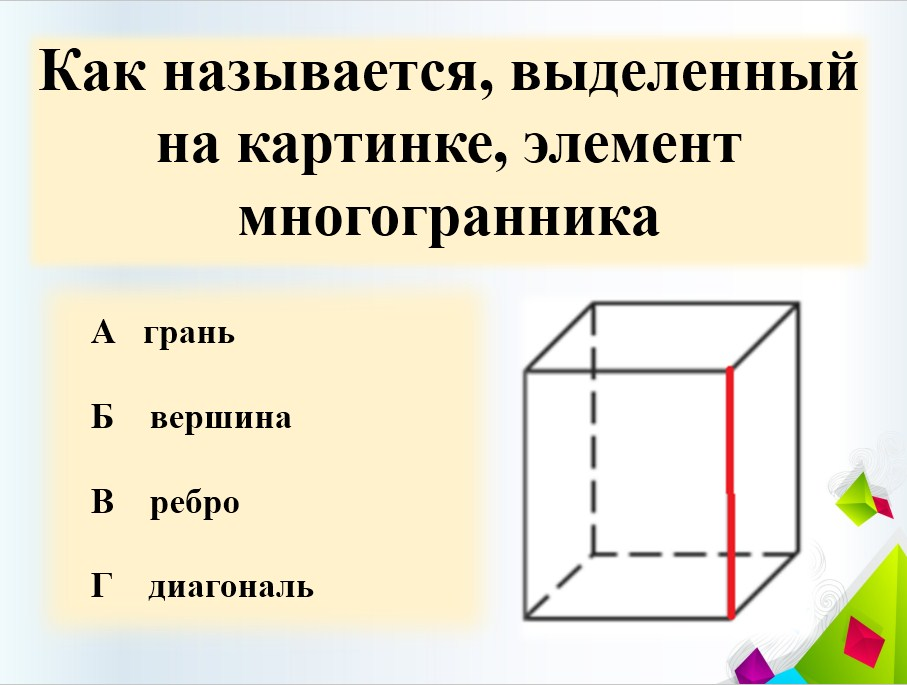 Как называется, выделенный
на картинке, элемент
многогранника
А грань
Б вершина
В ребро
Г диагональ